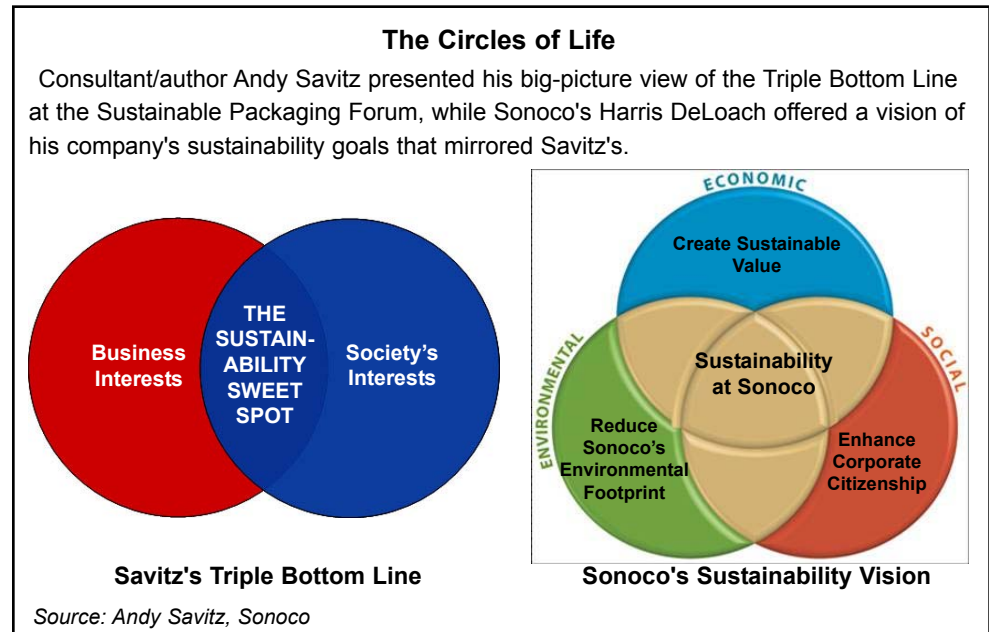 The Circles of Life
Consultant/author Andy Savitz presented his big-picture view of the Triple Bottom Line
at the Sustainable Packaging Forum, while Sonoco's Harris DeLoach offered a vision of
his company's sustainability goals that mirrored Savitz's.
Business
Interests
THE
SUSTAIN-
ABILITY
SWEET
SPOT
Society’s
Interests
ECONOMIC
Create Sustainable
Value
ENVIRONMENTAL
SOCIAL
Sustainability
at Sonoco
Reduce
Sonoco’s
Environmental
Footprint
Enhance
Corporate
Citizenship
Savitz's Triple Bottom Line
Sonoco's Sustainability Vision
Source: Andy Savitz, Sonoco